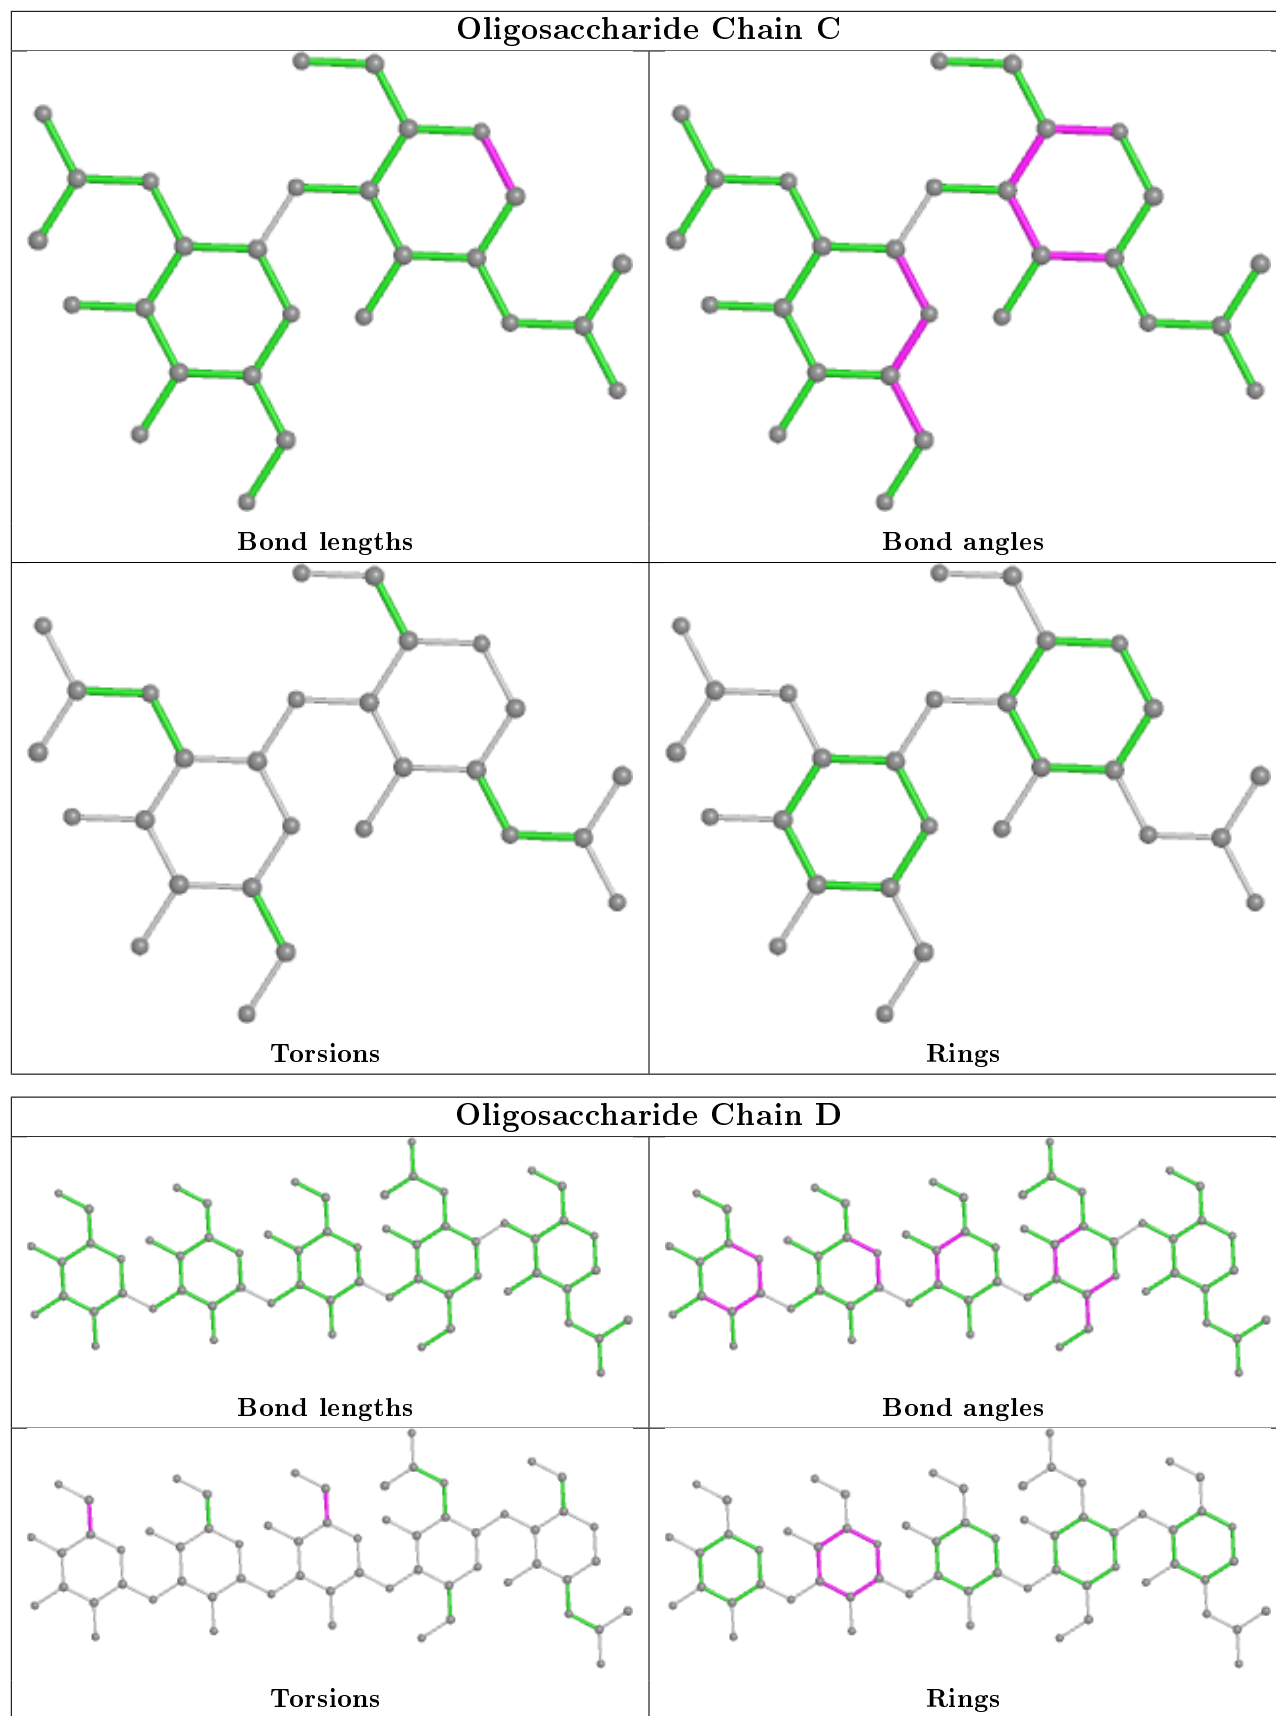 Oligosaccharide Chain C
Bond lengths
Bond angles
Torsions
Rings
Oligosaccharide Chain D
Bond lengths
Bond angles
Torsions
Rings